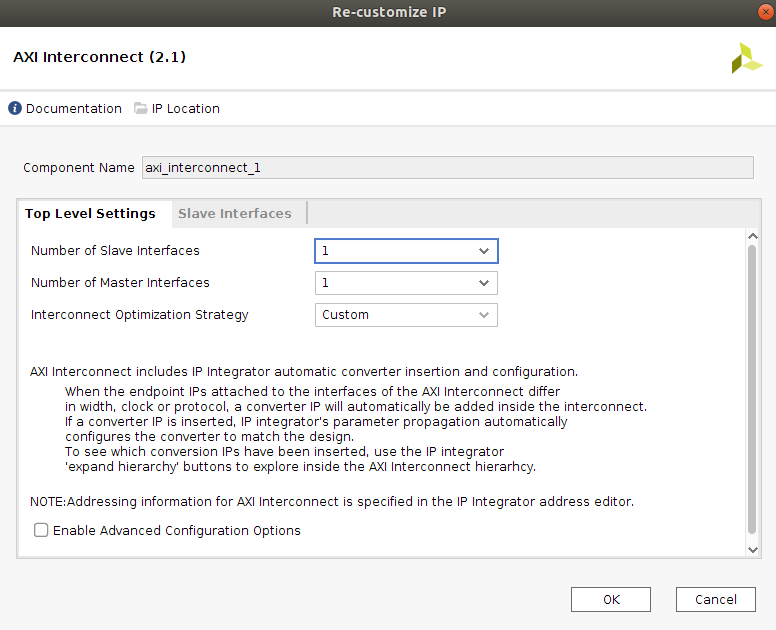 Re-customize IP
AXI Interconnect (2.1)
Documentation IP Location
Component Name axi_interconnect_1
Top Level Settings Slave Interfaces
Number of Slave Interfaces 1
Number of Master Interfaces 1
Interconnect Optimization Strategy Custom
AXI Interconnect includes IP Integrator automatic converter insertion and configuration.
When the endpoint IPs attached to the interfaces of the AXI Interconnect differ
in width, clock or protocol, a converter IP will automatically be added inside the interconnect.
If a converter IP is inserted, IP integrator's parameter propagation automatically
configures the converter to match the design.
To see which conversion IPs have been inserted, use the IP integrator
'expand hierarchy' buttons to explore inside the AXI Interconnect hierarhcy.
NOTE:Addressing information for AXI Interconnect is specified in the IP Integrator address editor.
Enable Advanced Configuration Options
OK Cancel